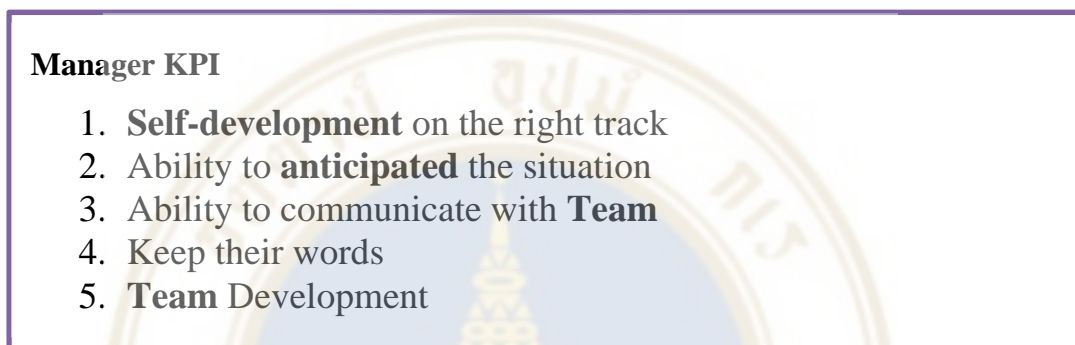 Manager KPI
1. Self-development on the right track
2. Ability to anticipated the situation
3. Ability to communicate with Team
4. Keep their words
5. Team Development